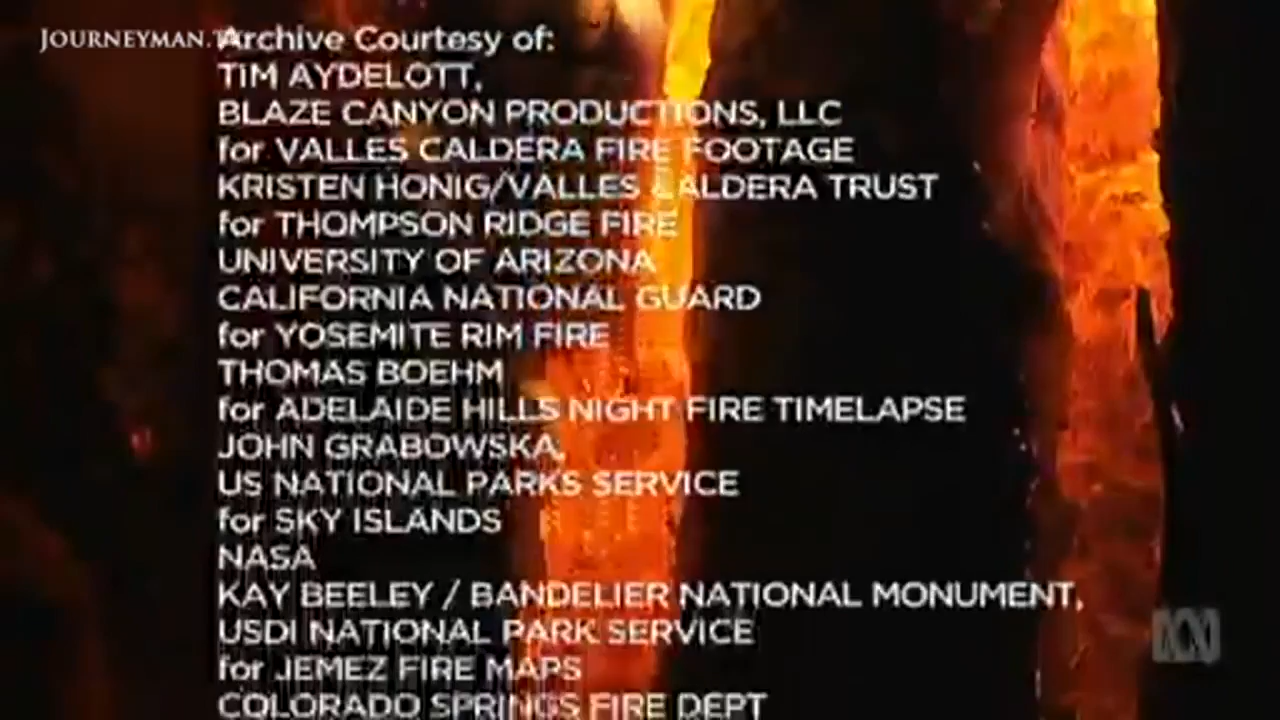 JOURNEYMAN.TV
Archive Courtesy of:
TIM AYDELOTT,
BLAZE CANYON PRODUCTIONS, LLC
for VALLES CALDERA FIRE FOOTAGE
KRISTEN HONIG/VALLES CALDERA TRUST
for THOMPSON RIDGE FIRE
UNIVERSITY OF ARIZONA
CALIFORNIA NATIONAL GUARD
for YOSEMITE RIM FIRE
THOMAS BOEHM
for ADELAIDE HILLS NIGHT FIRE TIMELAPSE
JOHN GRABOWSKA,
US NATIONAL PARKS SERVICE
for SKY ISLANDS
NASA
KAY BEELEY / BANDELIER NATIONAL MONUMENT,
USDI NATIONAL PARK SERVICE
for JEMEZ FIRE MAPS
COLORADO SPRINGS FIRE DEPT